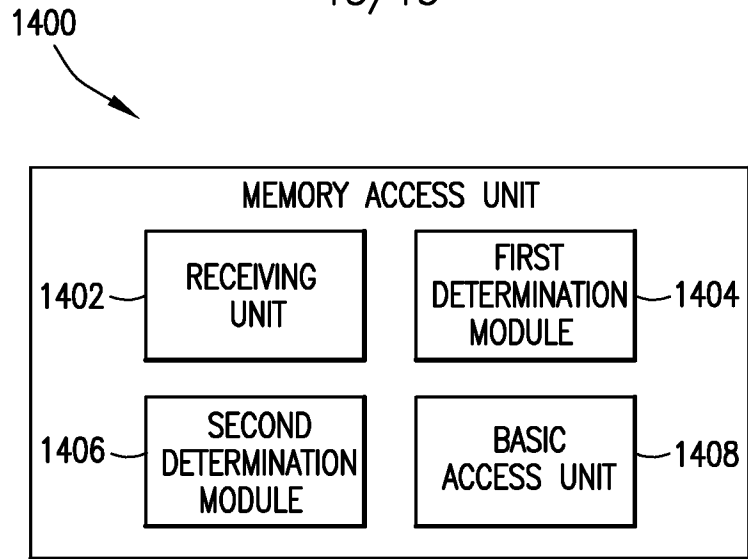 1400
MEMORY ACCESS UNIT
RECEIVING
UNIT
1402
FIRST
DETERMINATION
MODULE
1404
SECOND
DETERMINATION
MODULE
1406
BASIC
ACCESS UNIT
1408